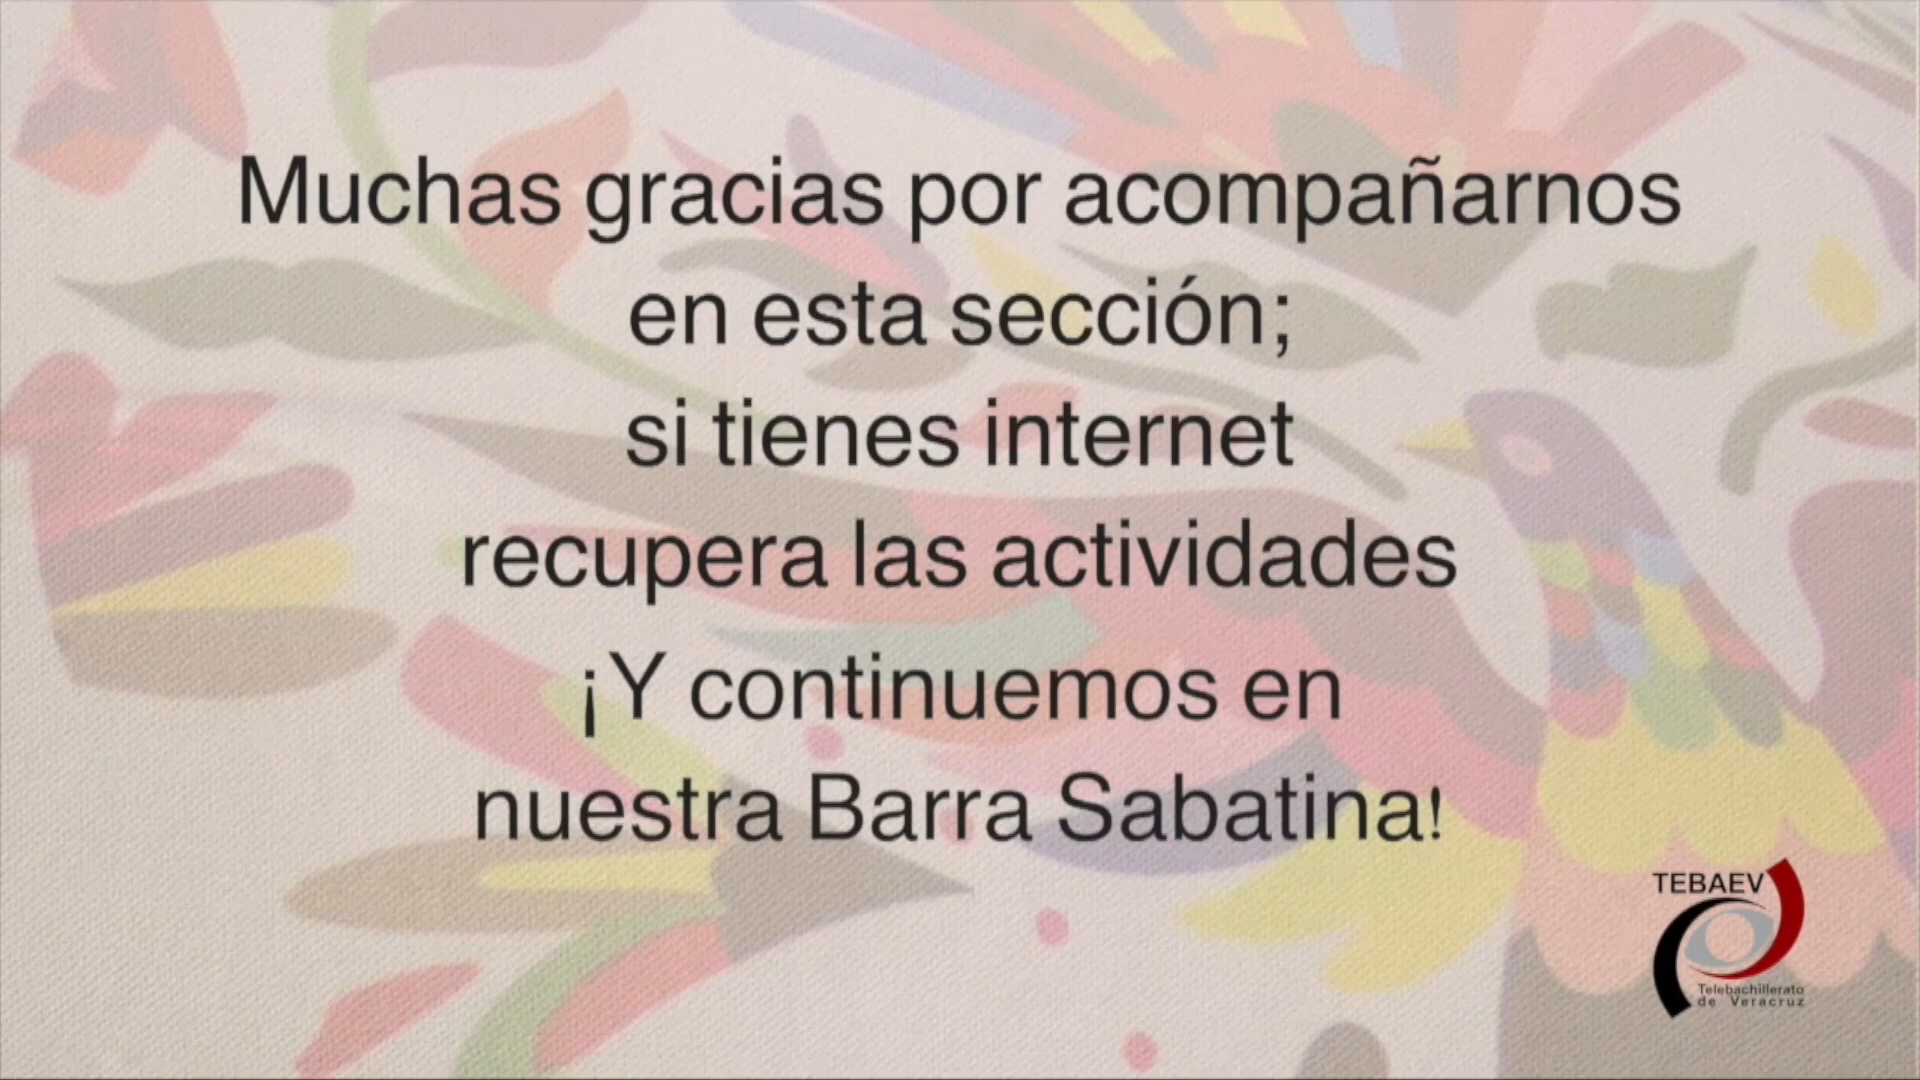 Muchas gracias por acompañarnos
en esta sección;
si tienes internet
recupera las actividades
¡Y continuemos en
nuestra Barra Sabatina!
TEBAEV
Telebachillerato
de Veracruz